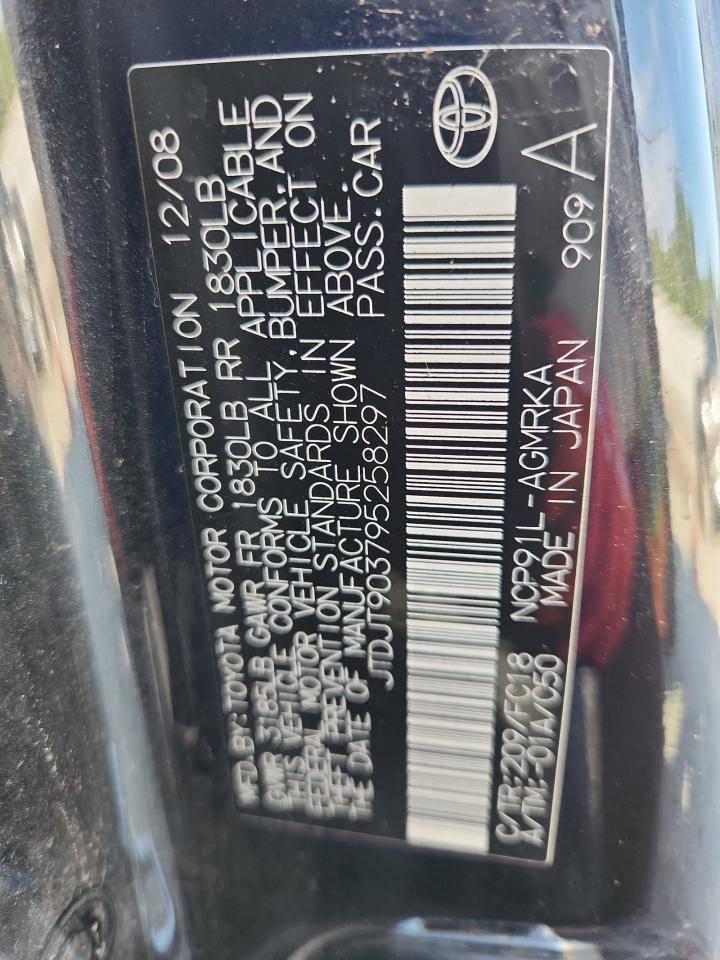 MFD.BY:TOYOTA MOTOR CORPORATION 12/08
GVWR 3185LB GAWR FR 1830LB RR 1830LB
THIS VEHICLE CONFORMS TO ALL APPLICABLE
FEDERAL MOTOR VEHICLE SAFETY,BUMPER,AND
THEFT PREVENTION STANDARDS IN EFFECT ON
THE DATE OF MANUFACTURE SHOWN ABOVE.
JTDJT903795258297 PASS.CAR
C/TR:209/FC18 NCP91L-AGMRKA
A/TM:-01A/C50 MADE IN JAPAN 909 A